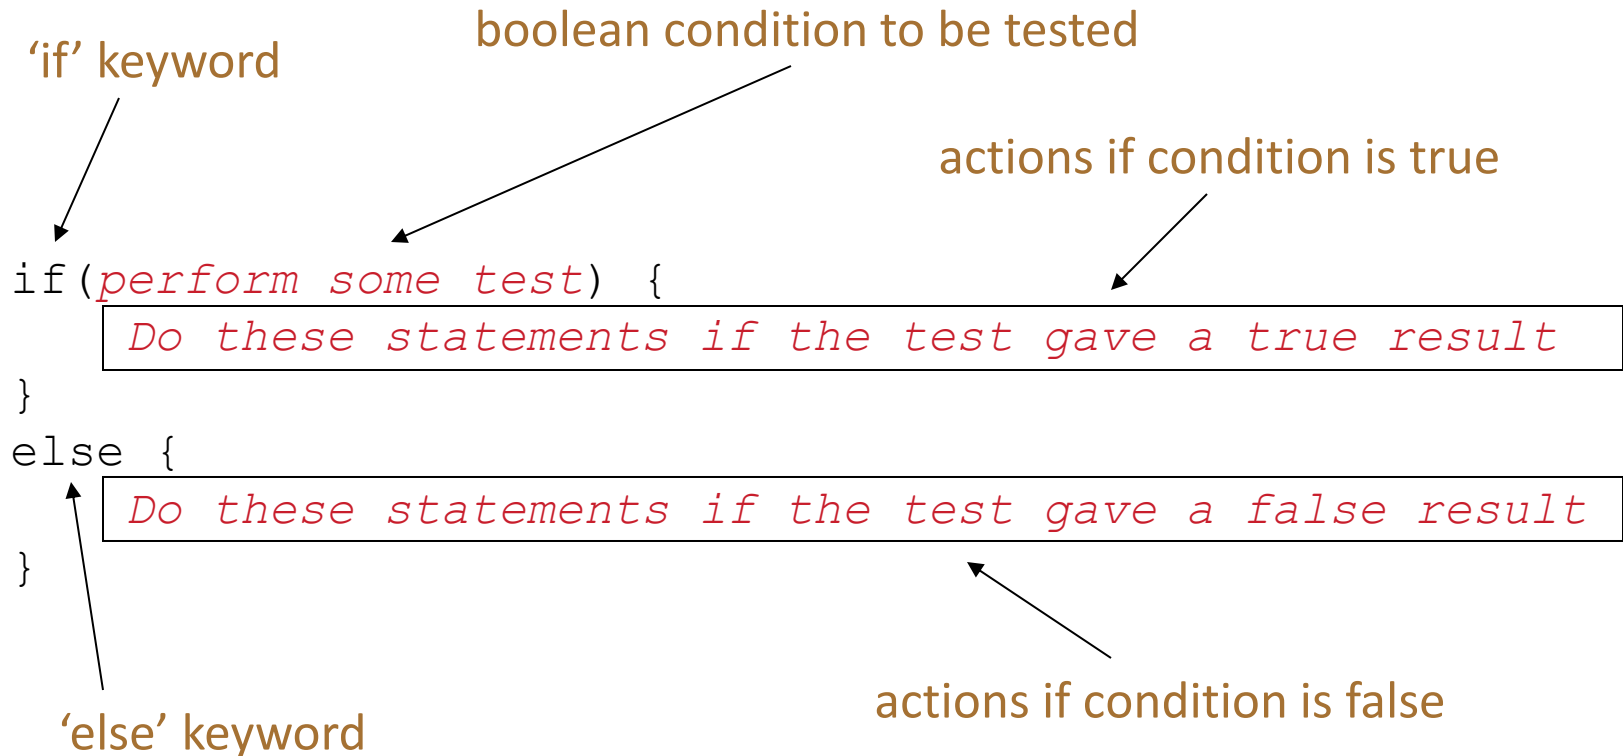 boolean condition to be tested
‘if’ keyword
actions if condition is true
if(perform some test) {
Do these statements if the test gave a true result
}
else {
Do these statements if the test gave a false result
}
actions if condition is false
‘else’ keyword